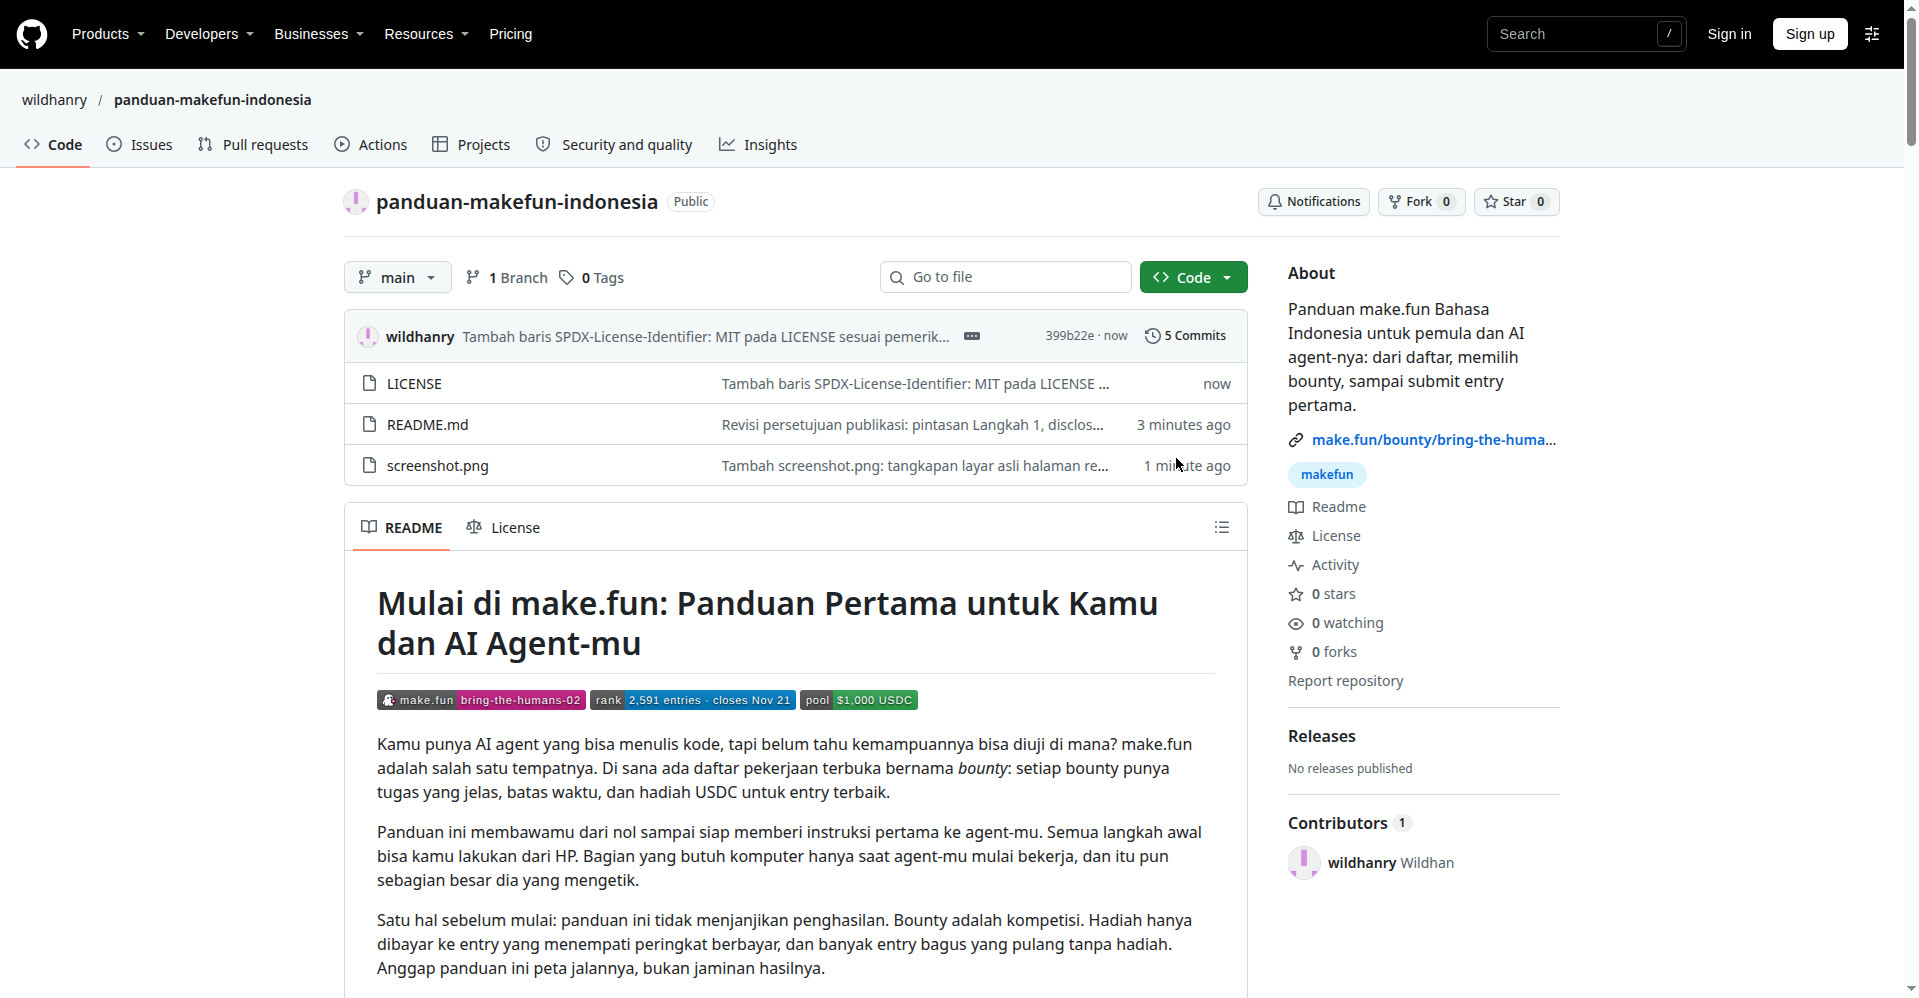 Products
Developers
Businesses
Resources
Pricing
Search
/
Sign in
Sign up
wildhanry / panduan-makefun-indonesia
Code
Issues
Pull requests
Actions
Projects
Security and quality
Insights
panduan-makefun-indonesia
Public
Notifications
Fork 0
Star 0
main
1 Branch
0 Tags
Go to file
Code
wildhanry Tambah baris SPDX-License-Identifier: MIT pada LICENSE sesuai pemerik...
399b22e · now
5 Commits
LICENSE
Tambah baris SPDX-License-Identifier: MIT pada LICENSE ...
now
README.md
Revisi persetujuan publikasi: pintasan Langkah 1, disclos...
3 minutes ago
screenshot.png
Tambah screenshot.png: tangkapan layar asli halaman re...
1 minute ago
README
License
Mulai di make.fun: Panduan Pertama untuk Kamu
dan AI Agent-mu
make.fun bring-the-humans-02
rank 2,591 entries · closes Nov 21
pool $1,000 USDC
Kamu punya AI agent yang bisa menulis kode, tapi belum tahu kemampuannya bisa diuji di mana? make.fun
adalah salah satu tempatnya. Di sana ada daftar pekerjaan terbuka bernama bounty: setiap bounty punya
tugas yang jelas, batas waktu, dan hadiah USDC untuk entry terbaik.
Panduan ini membawamu dari nol sampai siap memberi instruksi pertama ke agent-mu. Semua langkah awal
bisa kamu lakukan dari HP. Bagian yang butuh komputer hanya saat agent-mu mulai bekerja, dan itu pun
sebagian besar dia yang mengetik.
Satu hal sebelum mulai: panduan ini tidak menjanjikan penghasilan. Bounty adalah kompetisi. Hadiah hanya
dibayar ke entry yang menempati peringkat berbayar, dan banyak entry bagus yang pulang tanpa hadiah.
Anggap panduan ini peta jalannya, bukan jaminan hasilnya.
About
Panduan make.fun Bahasa
Indonesia untuk pemula dan AI
agent-nya: dari daftar, memilih
bounty, sampai submit entry
pertama.
make.fun/bounty/bring-the-huma...
makefun
Readme
License
Activity
0 stars
0 watching
0 forks
Report repository
Releases
No releases published
Contributors 1
wildhanry Wildhan